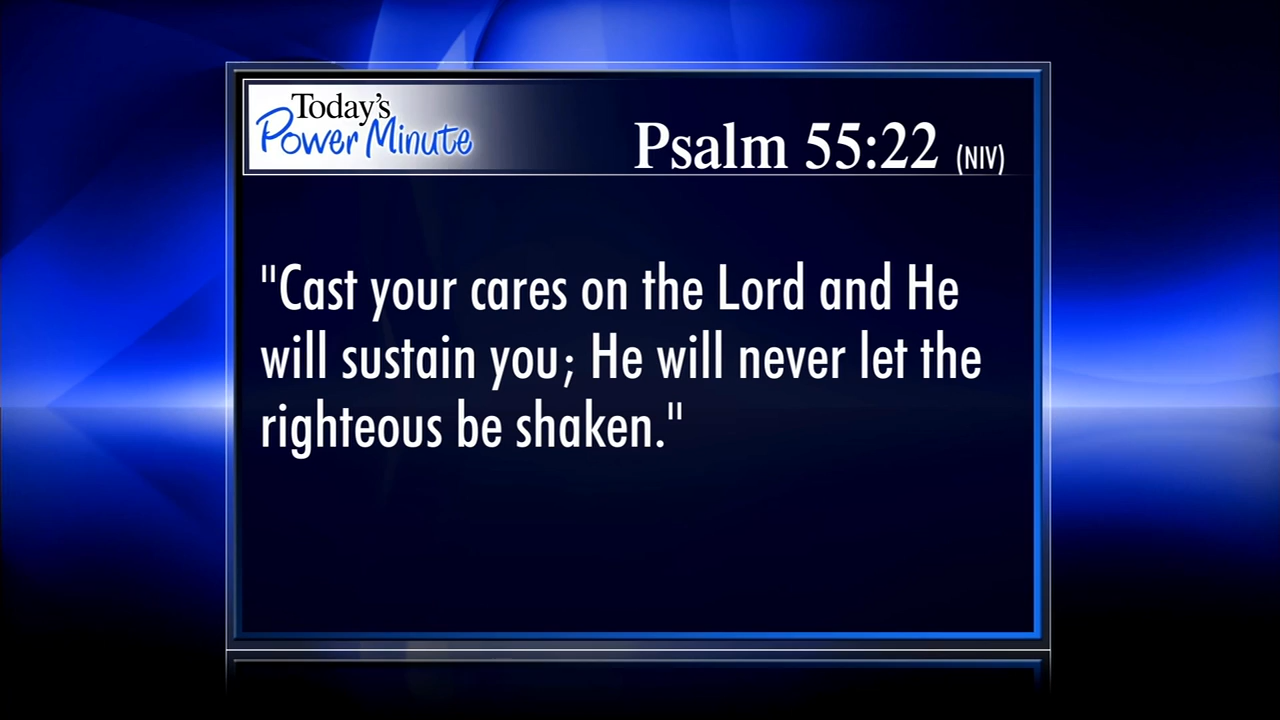 Today's
Power Minute
Psalm 55:22 (NIV)
"Cast your cares on the Lord and He
will sustain you; He will never let the
righteous be shaken."